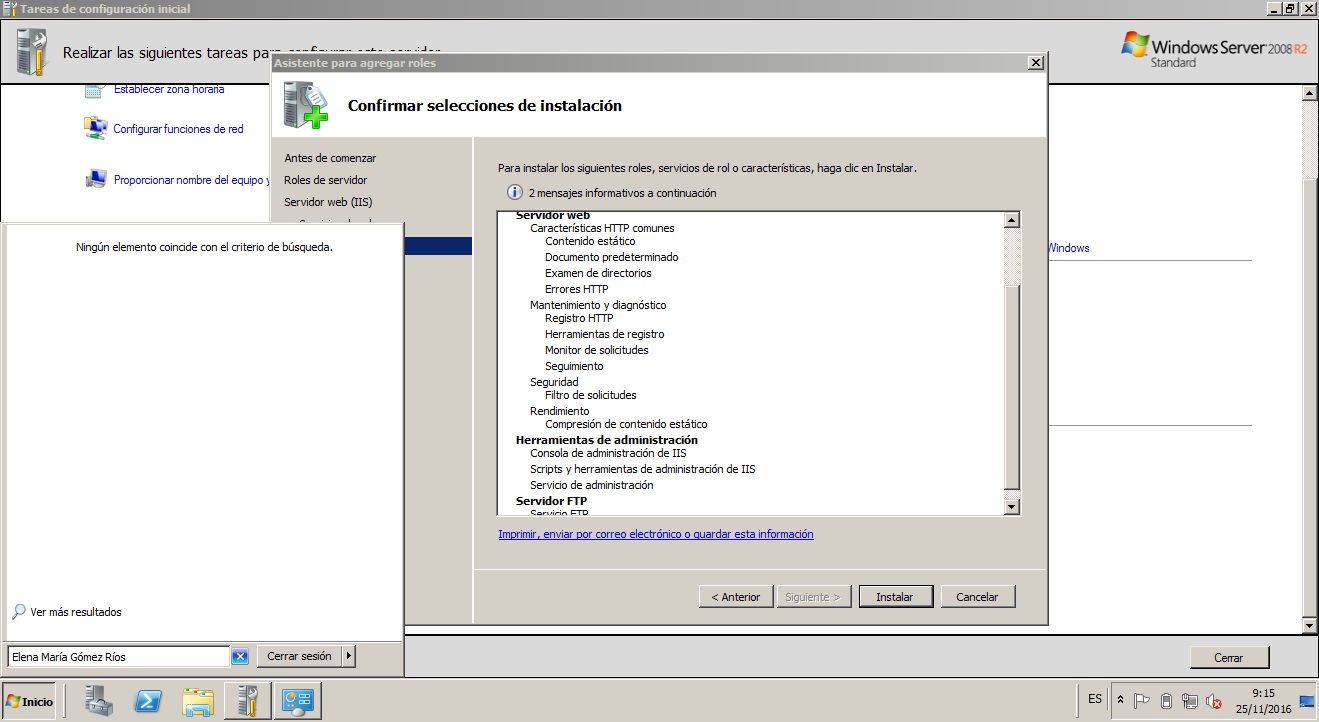 Tareas de configuración inicial
Realizar las siguientes tareas para configurar este servidor
Windows Server 2008 R2
Standard
Establecer zona horaria
Configurar funciones de red
Proporcionar nombre del equipo y
Windows
Asistente para agregar roles
Confirmar selecciones de instalación
Antes de comenzar
Roles de servidor
Servidor web (IIS)
Para instalar los siguientes roles, servicios de rol o características, haga clic en Instalar.
2 mensajes informativos a continuación
Servidor web
Características HTTP comunes
Contenido estático
Documento predeterminado
Examen de directorios
Errores HTTP
Mantenimiento y diagnóstico
Registro HTTP
Herramientas de registro
Monitor de solicitudes
Seguimiento
Seguridad
Filtro de solicitudes
Rendimiento
Compresión de contenido estático
Herramientas de administración
Consola de administración de IIS
Scripts y herramientas de administración de IIS
Servicio de administración
Servidor FTP
Servicio FTP
Imprimir, enviar por correo electrónico o guardar esta información
< Anterior
Siguiente >
Instalar
Cancelar
Ningún elemento coincide con el criterio de búsqueda.
Ver más resultados
Elena María Gómez Ríos
Cerrar sesión
Cerrar
Inicio
ES
9:15
25/11/2016